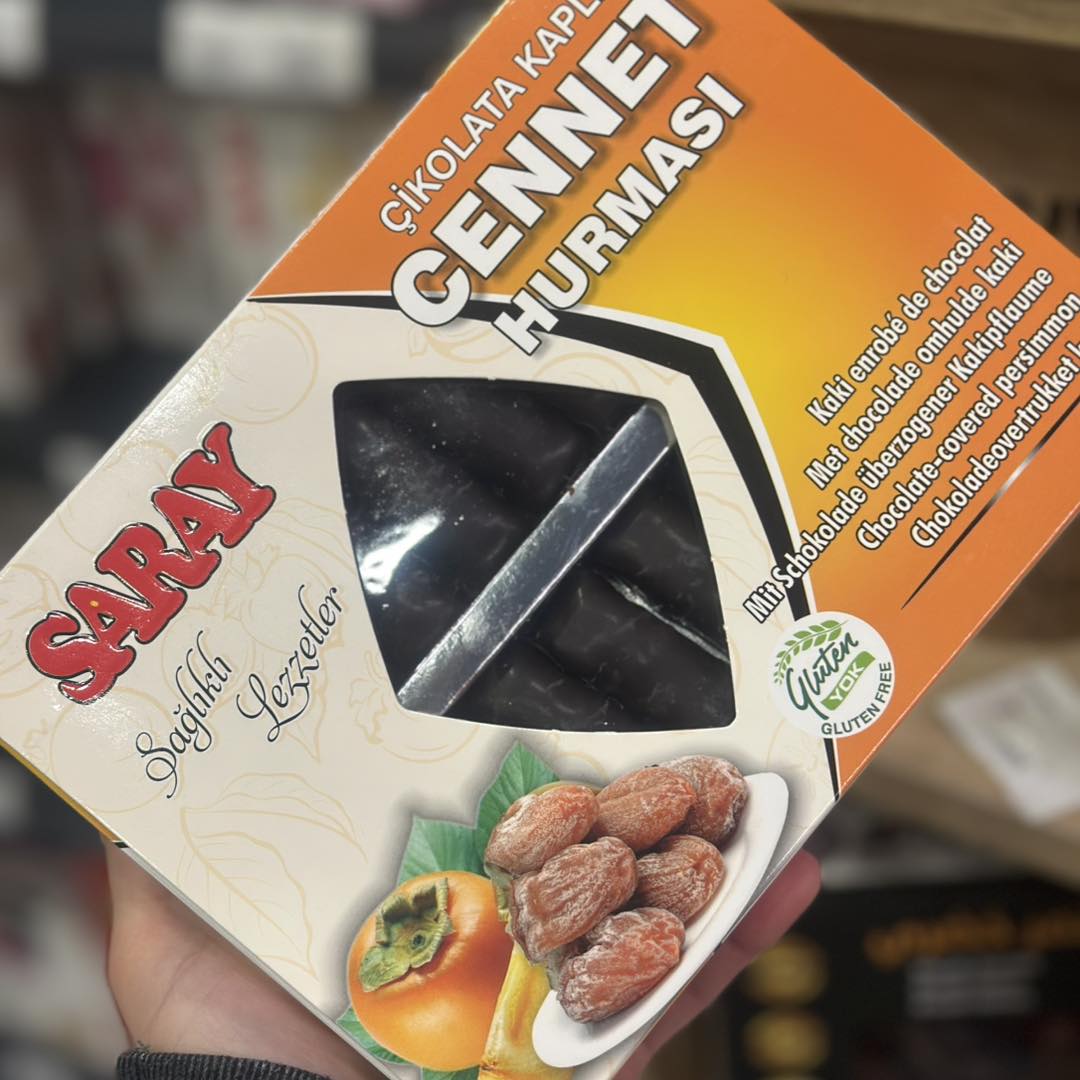 ÇİKOLATA
CENNET
HURMASI
Kaki enrobé de chocolat
Met chocolade omhulde kaki
Mit Schokolade überzogener Kakipflaume
Chocolate-covered persimmon
Chokoladeovertrukket
SARAY
Sağlıklı
Lezzetler
Gluten
YOK
GLUTEN FREE